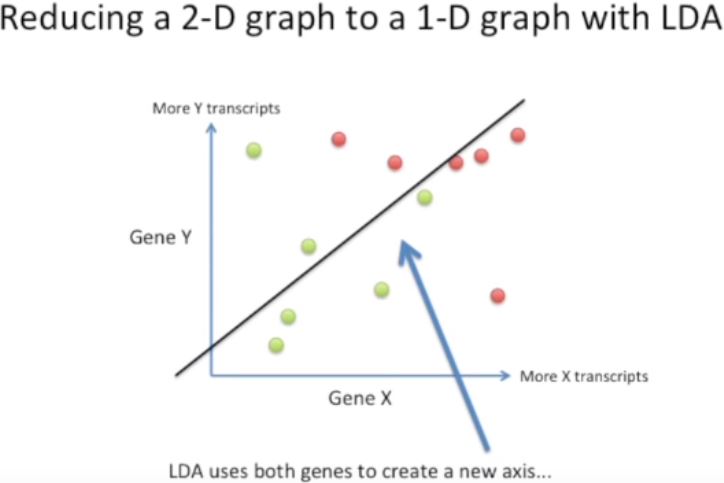 Reducing a 2-D graph to a 1-D graph with LDA
More Y transcripts
Gene Y
More X transcripts
Gene X
LDA uses both genes to create a new axis...